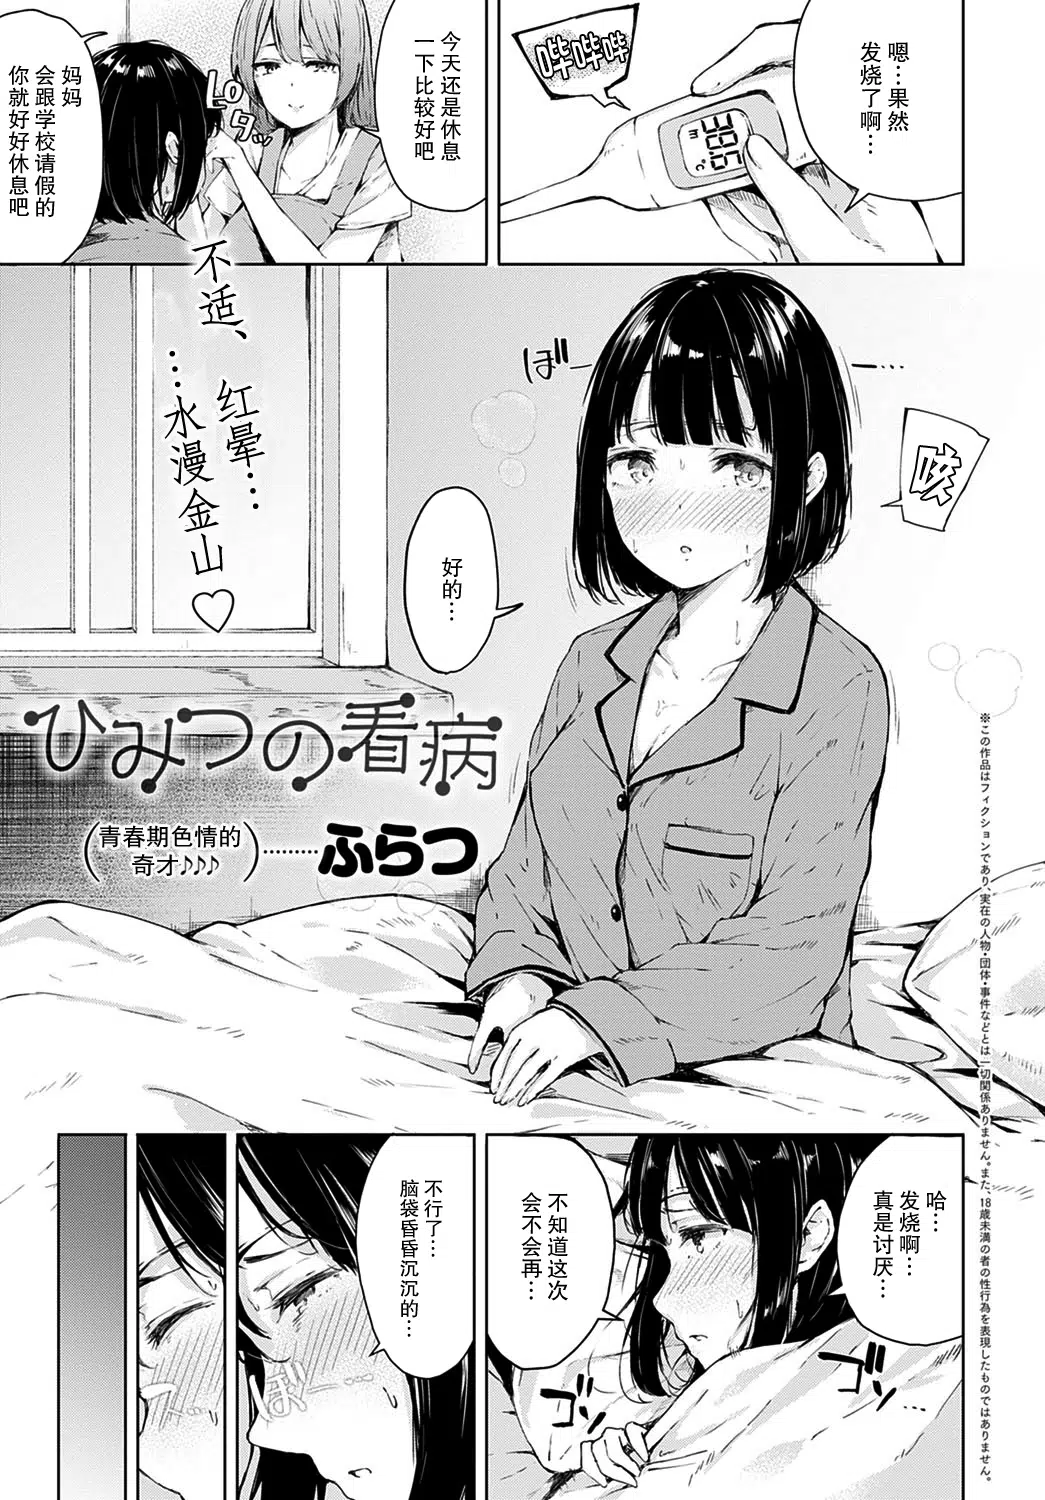 嗯…果然
发烧了啊…
哔哔哔
38.5
℃
今天还是休息
一下比较好吧
妈妈
会跟学校请假的
你就好好休息吧
ピロ
タ…
不适、
红晕…
…水漫金山♡
ぼーー…
咳
好的…
ひみつの看病
(青春期色情的
奇才♪♪♪)………ふらつ
※この作品はフィクションであり、実在の人物・団体・事件などとは一切関係ありません。また、18歳未満の者の性行為を表現したものではありません。
哈…
发烧啊…
真是讨厌…
不知道这次
会不会再…
ゴソ
ゴソ
不行了…
脑袋昏昏沉沉的…
ぼー…